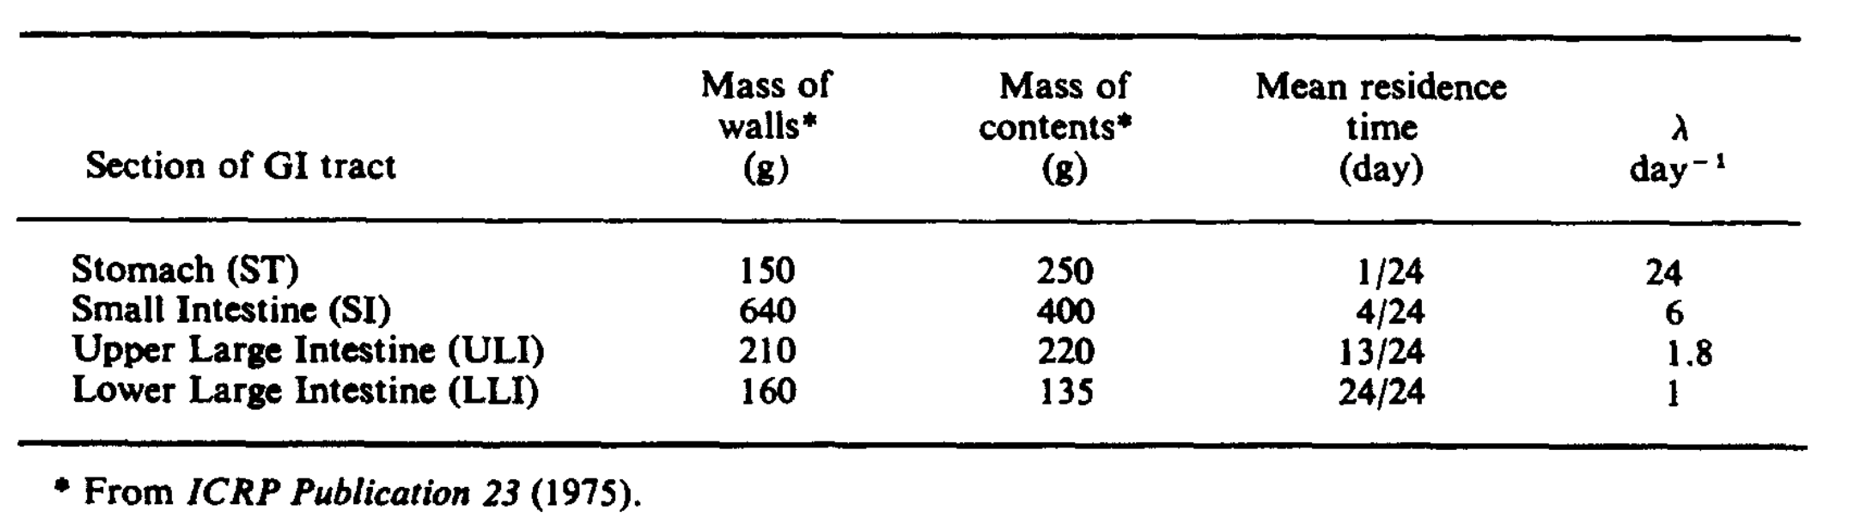 Mass of Mass of Mean residence
walls* contents* time λ
Section of GI tract (g) (g) (day) day⁻¹
Stomach (ST) 150 250 1/24 24
Small Intestine (SI) 640 400 4/24 6
Upper Large Intestine (ULI) 210 220 13/24 1.8
Lower Large Intestine (LLI) 160 135 24/24 1
* From ICRP Publication 23 (1975).